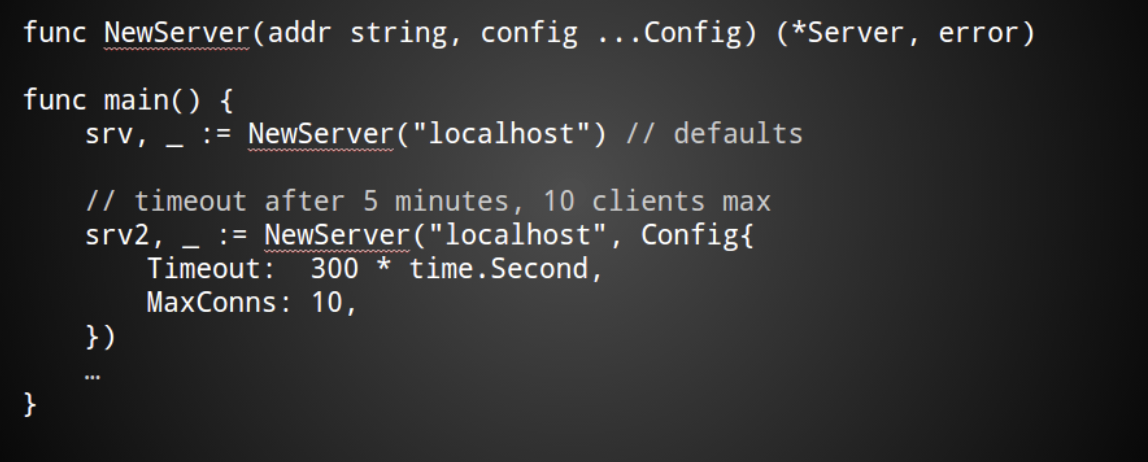 func NewServer(addr string, config ...Config) (*Server, error)
func main() {
srv, _ := NewServer("localhost") // defaults
// timeout after 5 minutes, 10 clients max
srv2, _ := NewServer("localhost", Config{
Timeout:  300 * time.Second,
MaxConns: 10,
})
…
}